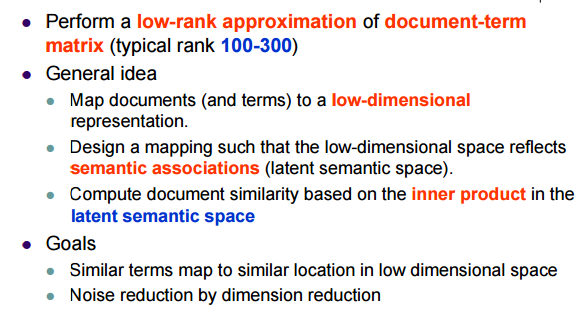 Perform a low-rank approximation of document-term
matrix (typical rank 100-300)
General idea
Map documents (and terms) to a low-dimensional
representation.
Design a mapping such that the low-dimensional space reflects
semantic associations (latent semantic space).
Compute document similarity based on the inner product in the
latent semantic space
Goals
Similar terms map to similar location in low dimensional space
Noise reduction by dimension reduction